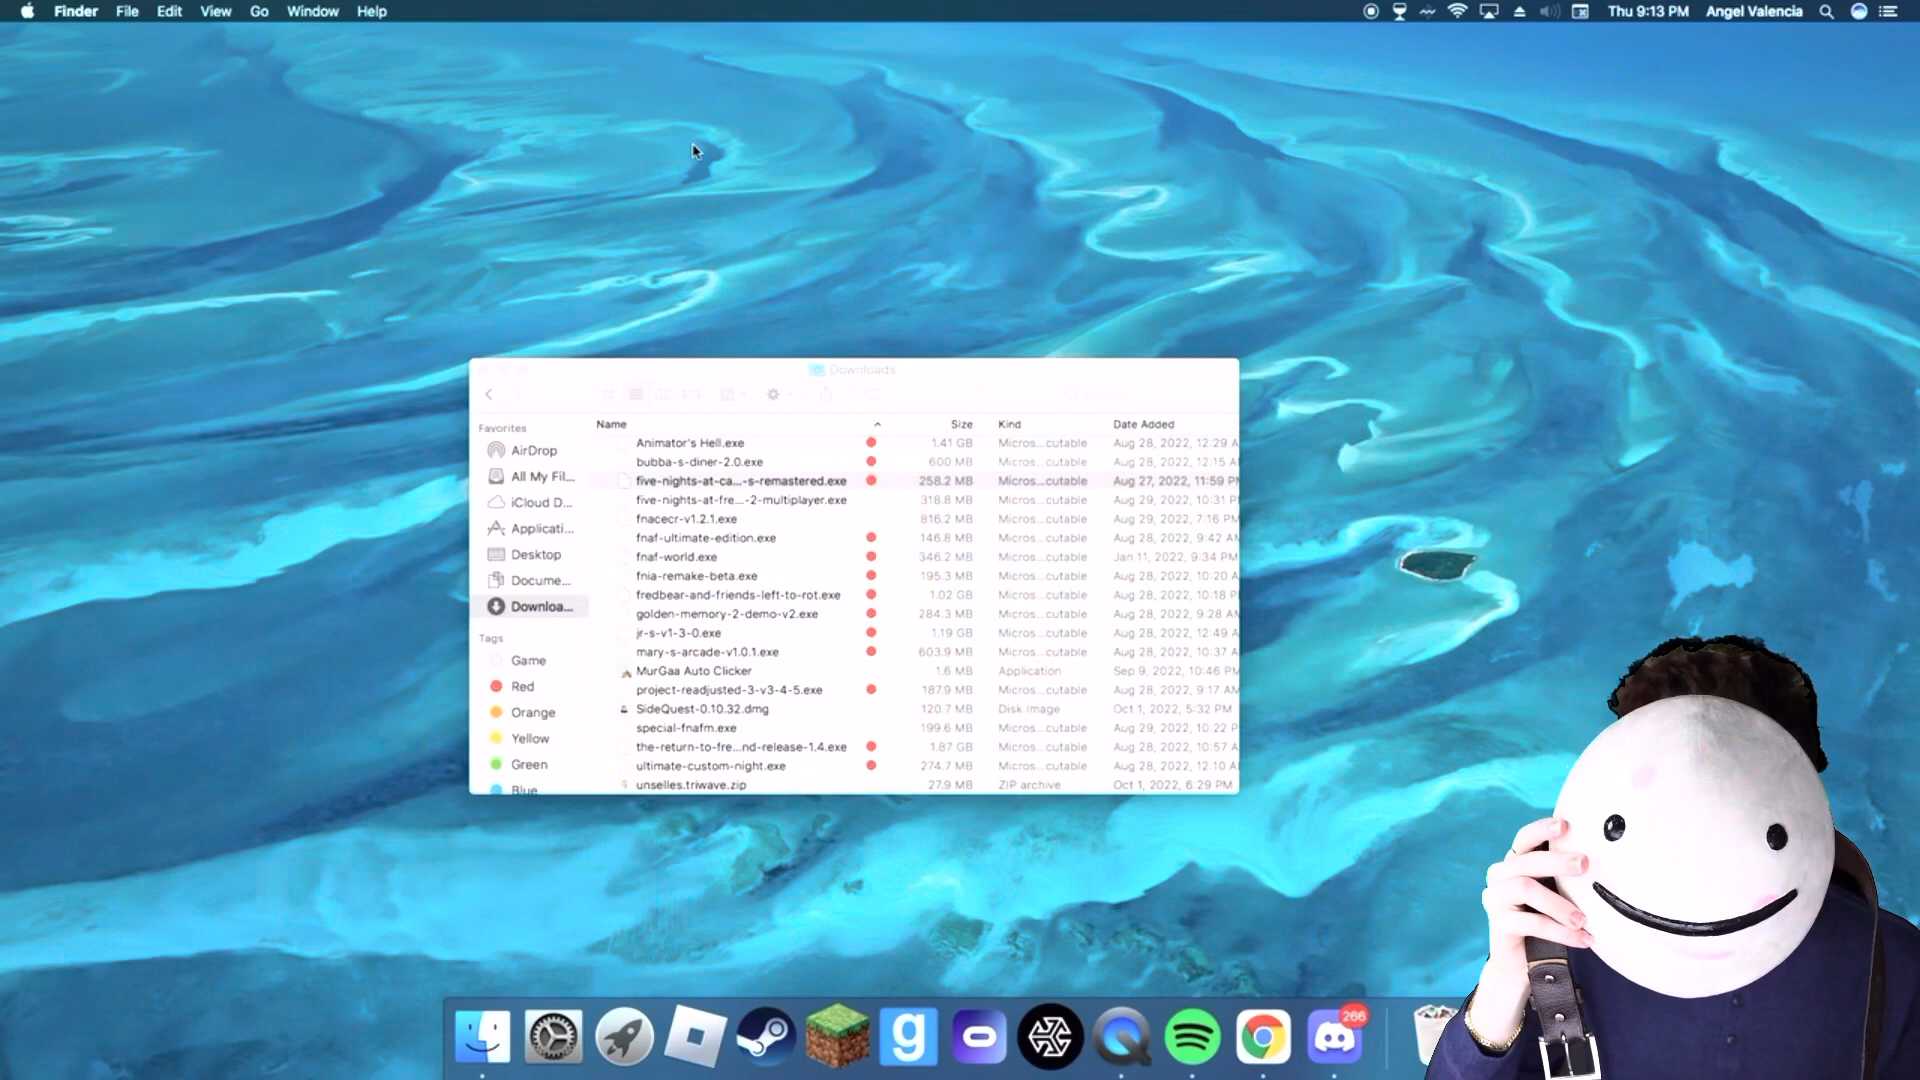 Finder File Edit View Go Window Help Thu 9:13 PM Angel Valencia
Downloads
Favorites
AirDrop
All My Fil...
iCloud D...
Applicati...
Desktop
Docume...
Downloa...
Tags
Game
Red
Orange
Yellow
Green
Blue
Name Size Kind Date Added
Animator's Hell.exe 1.41 GB Micros...cutable Aug 28, 2022, 12:29 A
bubba-s-diner-2.0.exe 600 MB Micros...cutable Aug 28, 2022, 12:15 A
five-nights-at-ca...-s-remastered.exe 258.2 MB Micros...cutable Aug 27, 2022, 11:59 P
five-nights-at-fre...-2-multiplayer.exe 318.8 MB Micros...cutable Aug 29, 2022, 10:31 P
fnacecr-v1.2.1.exe 816.2 MB Micros...cutable Aug 29, 2022, 7:16 PM
fnaf-ultimate-edition.exe 146.8 MB Micros...cutable Aug 28, 2022, 9:42 A
fnaf-world.exe 346.2 MB Micros...cutable Jan 11, 2022, 9:34 PM
fnia-remake-beta.exe 195.3 MB Micros...cutable Aug 28, 2022, 10:20 A
fredbear-and-friends-left-to-rot.exe 1.02 GB Micros...cutable Aug 28, 2022, 10:18 P
golden-memory-2-demo-v2.exe 284.3 MB Micros...cutable Aug 28, 2022, 9:28 A
jr-s-v1-3-0.exe 1.19 GB Micros...cutable Aug 28, 2022, 12:49 A
mary-s-arcade-v1.0.1.exe 603.9 MB Micros...cutable Aug 28, 2022, 10:37 A
MurGaa Auto Clicker 1.6 MB Application Sep 9, 2022, 10:46 P
project-readjusted-3-v3-4-5.exe 187.9 MB Micros...cutable Aug 28, 2022, 9:17 AM
SideQuest-0.10.32.dmg 120.7 MB Disk Image Oct 1, 2022, 5:32 PM
special-fnafm.exe 199.6 MB Micros...cutable Aug 29, 2022, 10:22 P
the-return-to-fre...nd-release-1.4.exe 1.87 GB Micros...cutable Aug 28, 2022, 10:57 A
ultimate-custom-night.exe 274.7 MB Micros...cutable Aug 28, 2022, 12:10 A
unselles.triwave.zip 27.9 MB ZIP archive Oct 1, 2022, 6:29 PM
g
266